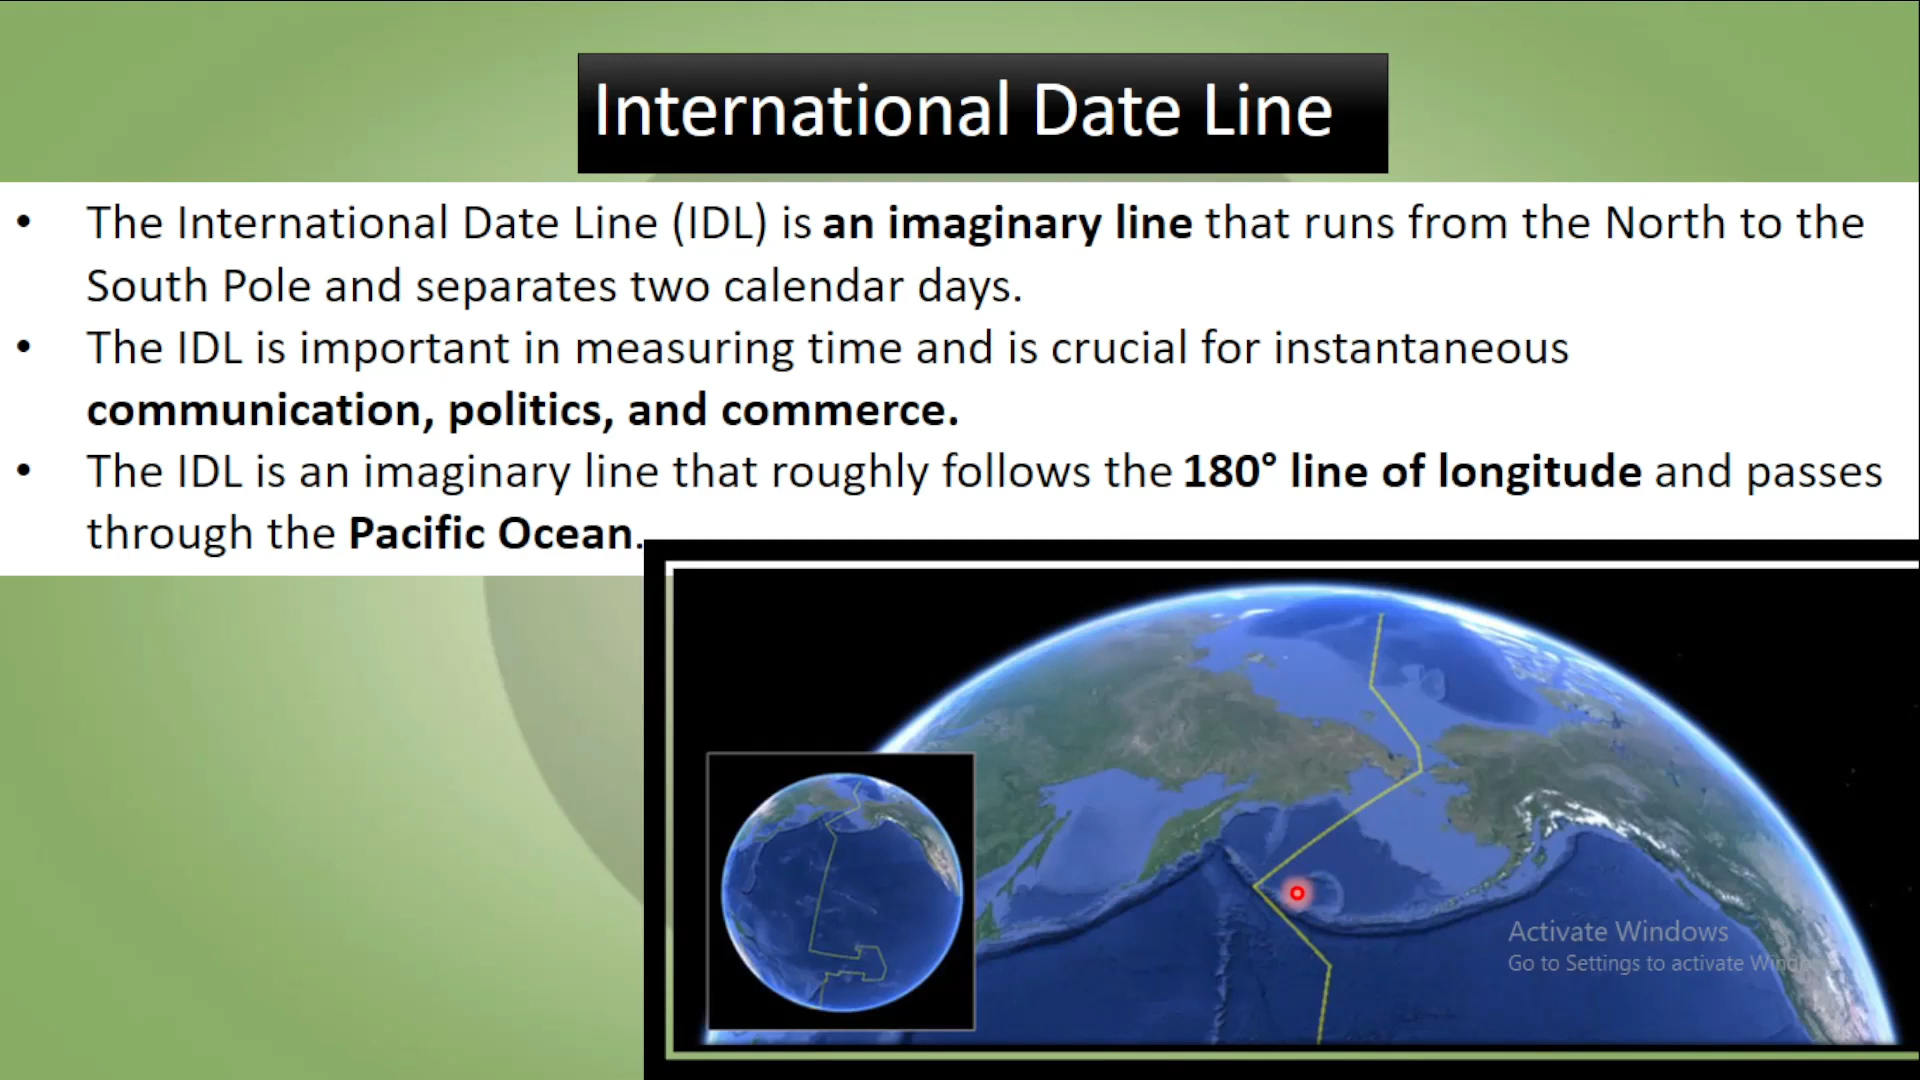 International Date Line
• The International Date Line (IDL) is an imaginary line that runs from the North to the
South Pole and separates two calendar days.
• The IDL is important in measuring time and is crucial for instantaneous
communication, politics, and commerce.
• The IDL is an imaginary line that roughly follows the 180° line of longitude and passes
through the Pacific Ocean.
Activate Windows
Go to Settings to activate Windows